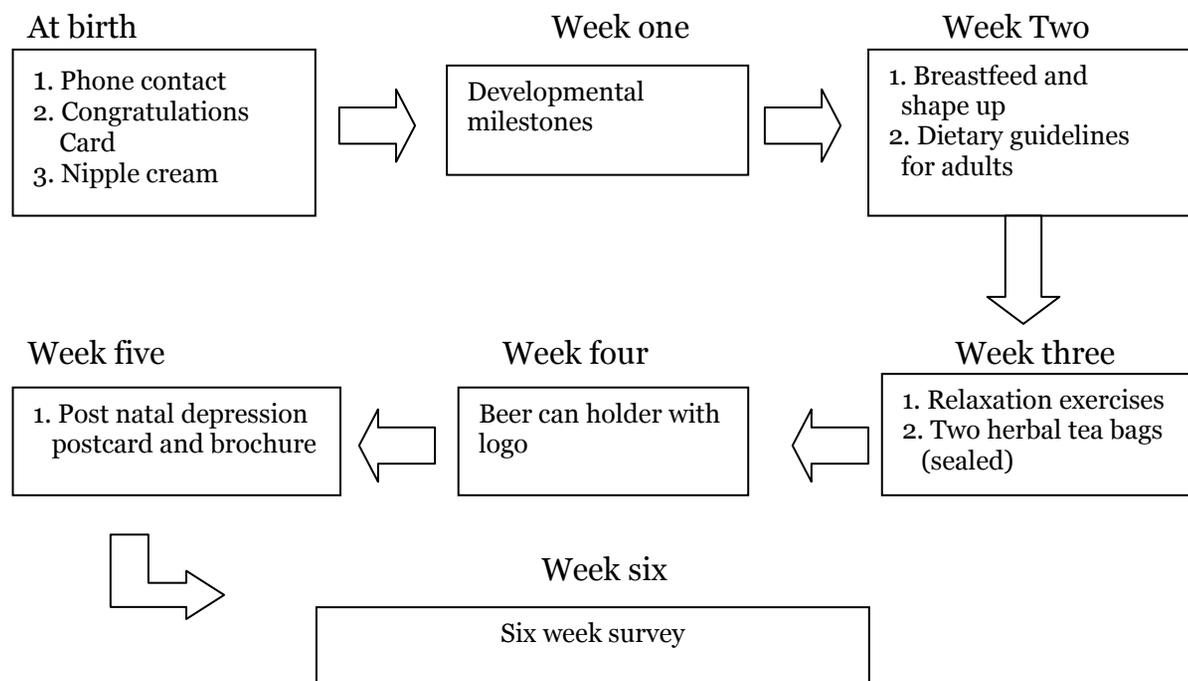 At birth
1. Phone contact
2. Congratulations
Card
3. Nipple cream
Week one
Developmental
milestones
Week Two
1. Breastfeed and
shape up
2. Dietary guidelines
for adults
Week three
1. Relaxation exercises
2. Two herbal tea bags
(sealed)
Week four
Beer can holder with
logo
Week five
1. Post natal depression
postcard and brochure
Week six
Six week survey